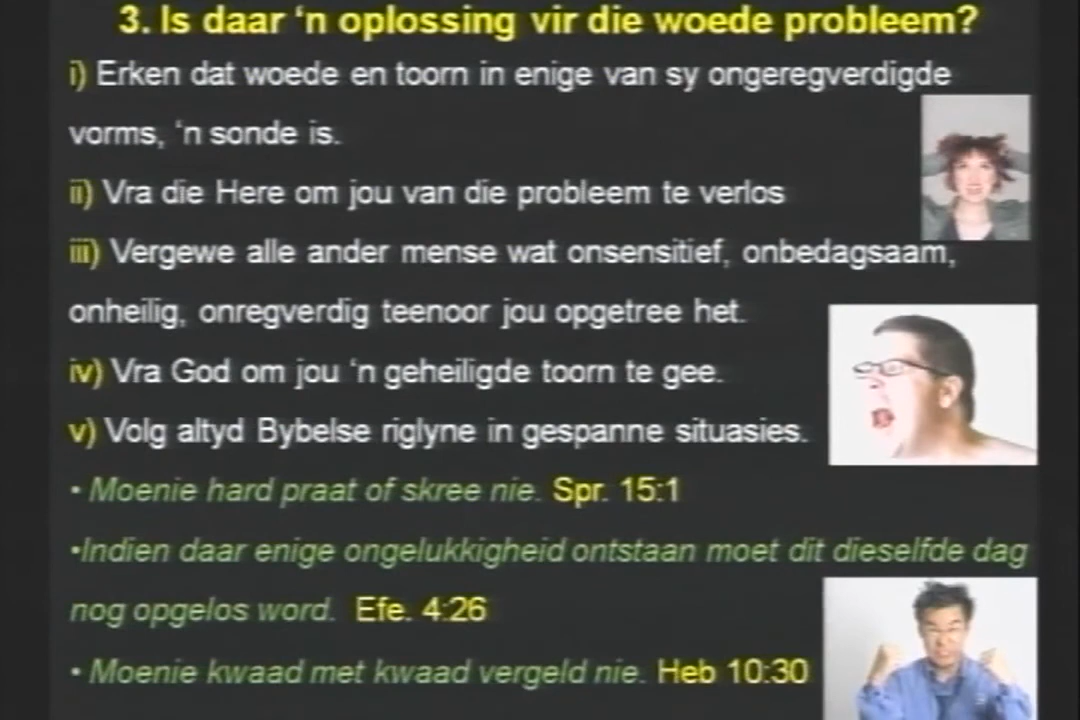 3. Is daar ‘n oplossing vir die woede probleem?
i) Erken dat woede en toorn in enige van sy ongeregverdigde
vorms, ‘n sonde is.
ii) Vra die Here om jou van die probleem te verlos
iii) Vergewe alle ander mense wat onsensitief, onbedagsaam,
onheilig, onregverdig teenoor jou opgetree het.
iv) Vra God om jou ‘n geheiligde toorn te gee.
v) Volg altyd Bybelse riglyne in gespanne situasies.
• Moenie hard praat of skree nie. Spr. 15:1
•Indien daar enige ongelukkigheid ontstaan moet dit dieselfde dag
nog opgelos word. Efe. 4:26
• Moenie kwaad met kwaad vergeld nie. Heb 10:30